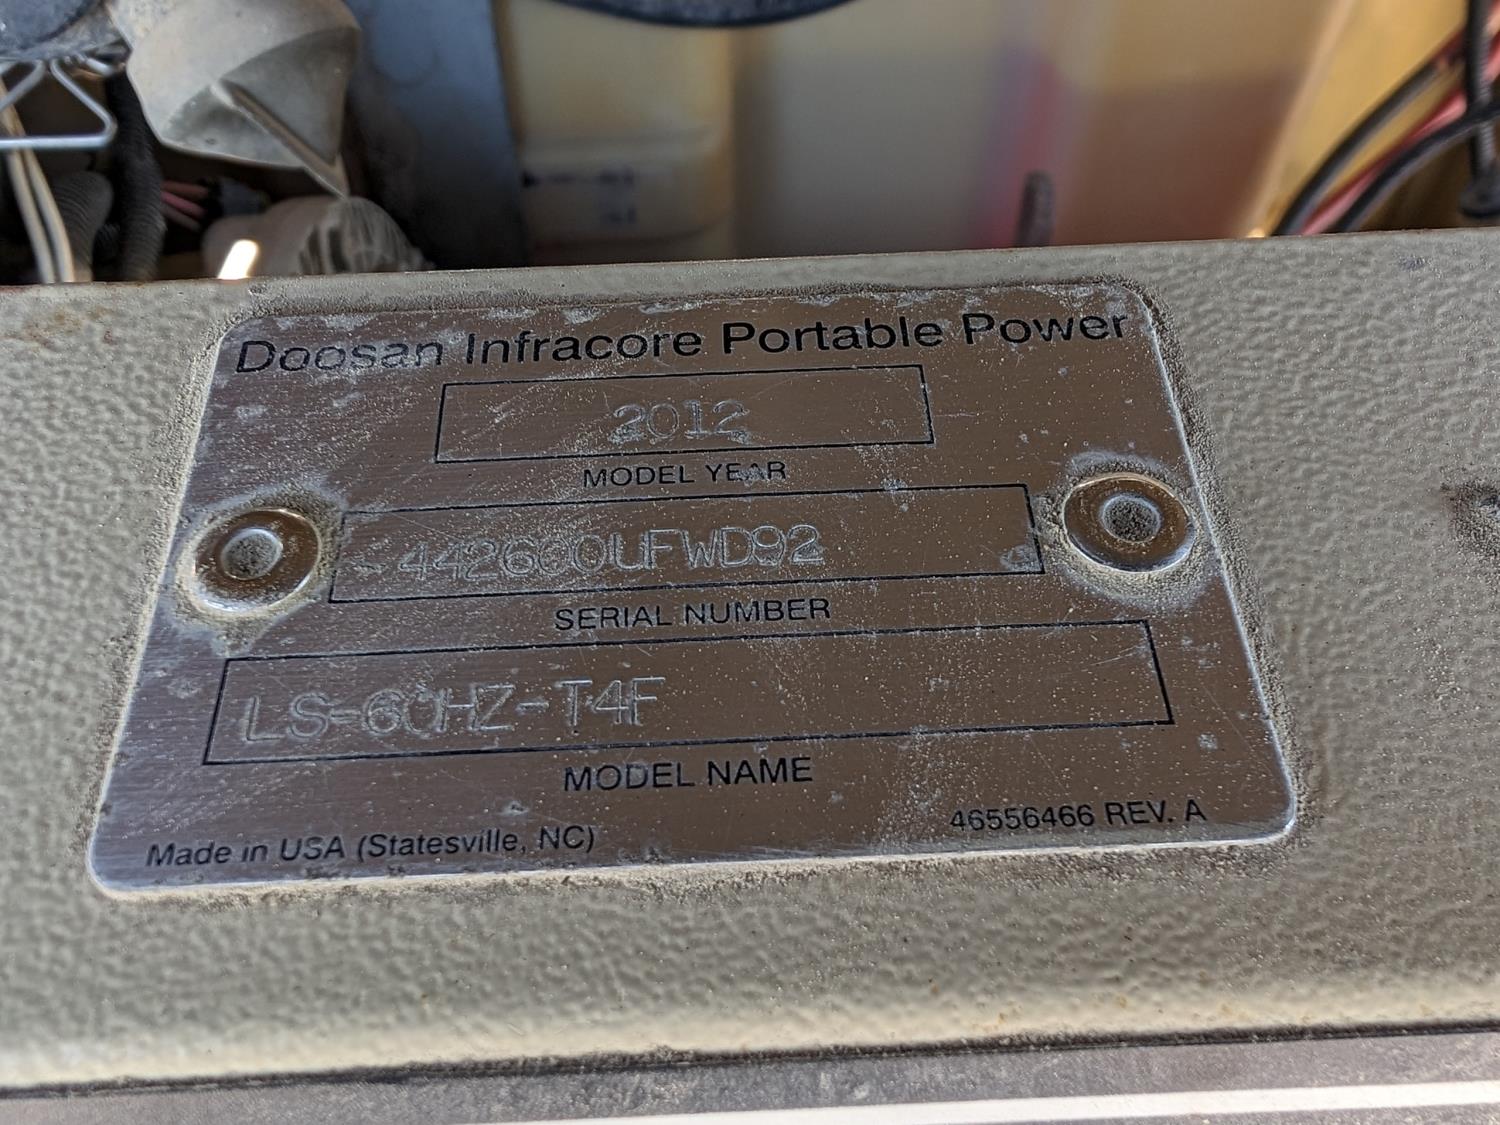 Doosan Infracore Portable Power
2012
MODEL YEAR
442600UFWD92
SERIAL NUMBER
LS-60HZ-T4F
MODEL NAME
Made in USA (Statesville, NC)
46556466 REV. A